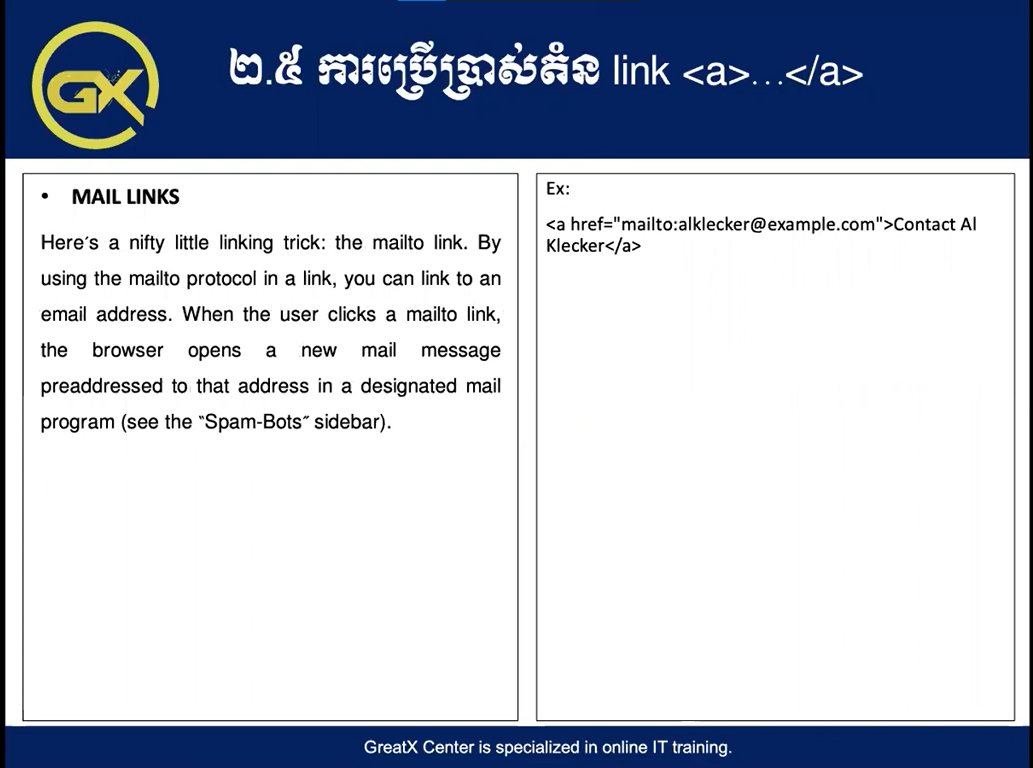 GX
២.៥ ការប្រើប្រាស់តំន link <a>...</a>
• MAIL LINKS
Here's a nifty little linking trick: the mailto link. By
using the mailto protocol in a link, you can link to an
email address. When the user clicks a mailto link,
the browser opens a new mail message
preaddressed to that address in a designated mail
program (see the "Spam-Bots" sidebar).
Ex:
<a href="mailto:alklecker@example.com">Contact Al
Klecker</a>
GreatX Center is specialized in online IT training.